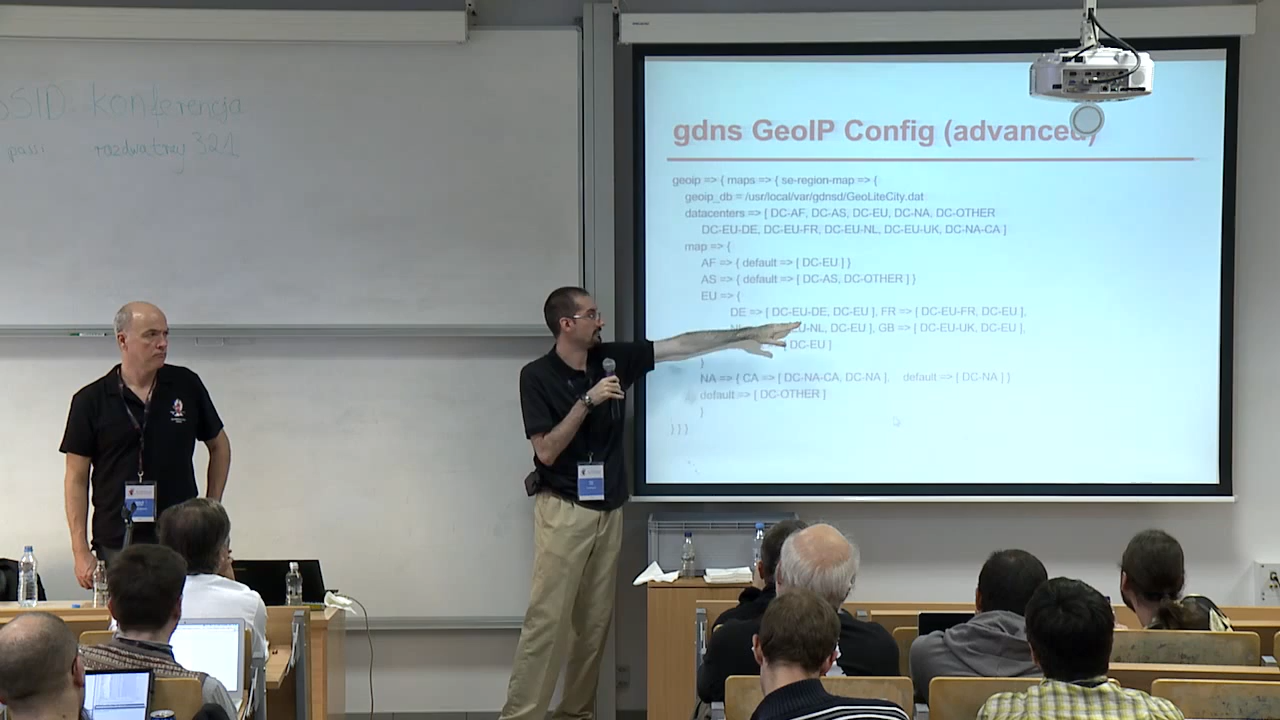 konferencja
razdwatrzy 321
gdns GeoIP Config (advanced)
geoip => { maps => { se-region-map => {
geoip_db = /usr/local/var/gdnsd/GeoLiteCity.dat
datacenters => [ DC-AF, DC-AS, DC-EU, DC-NA, DC-OTHER
DC-EU-DE, DC-EU-FR, DC-EU-NL, DC-EU-UK, DC-NA-CA ]
map => {
AF => { default => [ DC-EU ] }
AS => { default => [ DC-AS, DC-OTHER ] }
EU => {
DE => [ DC-EU-DE, DC-EU ], FR => [ DC-EU-FR, DC-EU ],
DC-EU ], GB => [ DC-EU-UK, DC-EU ],
[ DC-EU ]
}
NA => { CA => [ DC-NA-CA, DC-NA ], default => [ DC-NA ] }
default => [ DC-OTHER ]
}
} } }